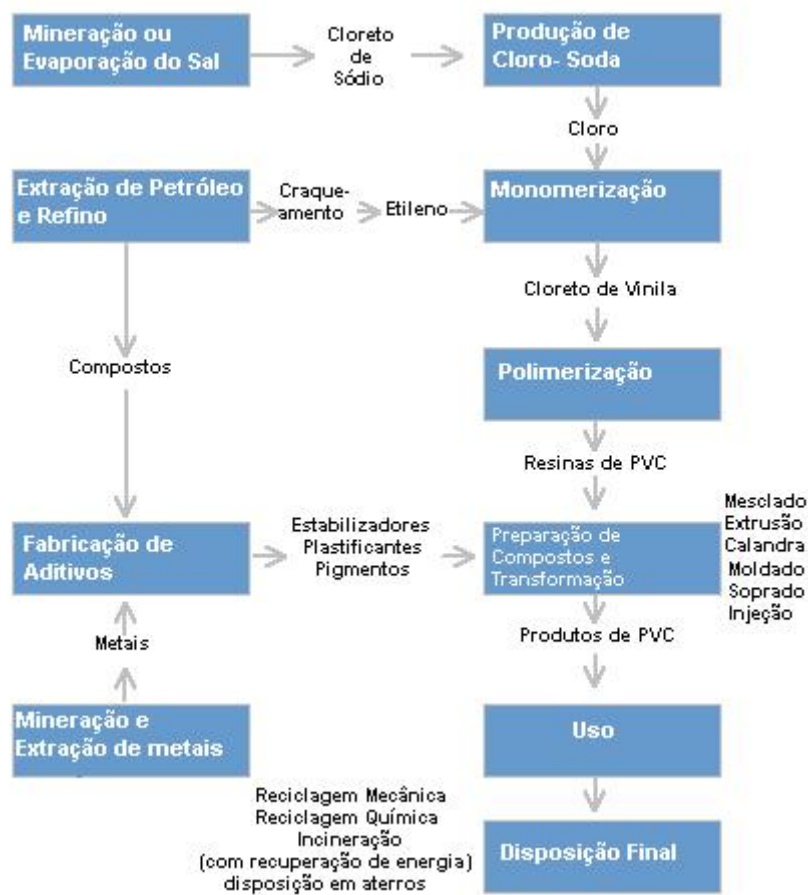 Mineração ou
Evaporação do Sal
Cloreto
de
Sódio
Produção de
Cloro- Soda
Cloro
Extração de Petróleo
e Refino
Craque-
amento
Etileno
Monomerização
Cloreto de Vinila
Compostos
Polimerização
Resinas de PVC
Fabricação de
Aditivos
Estabilizadores
Plastificantes
Pigmentos
Preparação de
Compostos e
Transformação
Mesclado
Extrusão
Calandra
Moldado
Soprado
Injeção
Metais
Produtos de PVC
Mineração e
Extração de metais
Uso
Reciclagem Mecânica
Reciclagem Química
Incineração
(com recuperação de energia)
disposição em aterros
Disposição Final